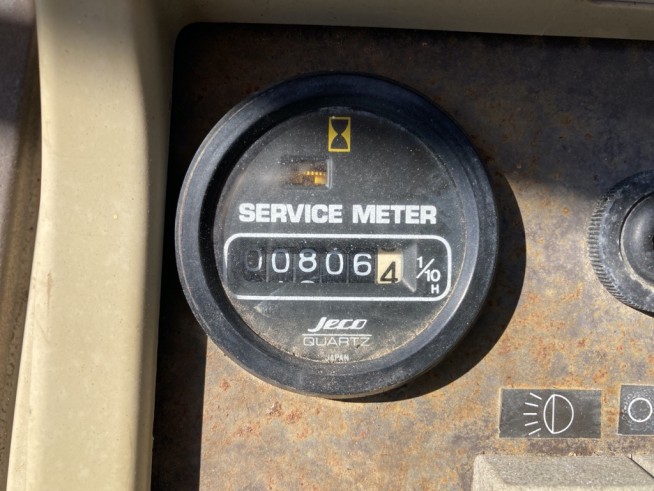 SERVICE METER
008064 1/10 H
Jeco
QUARTZ
JAPAN